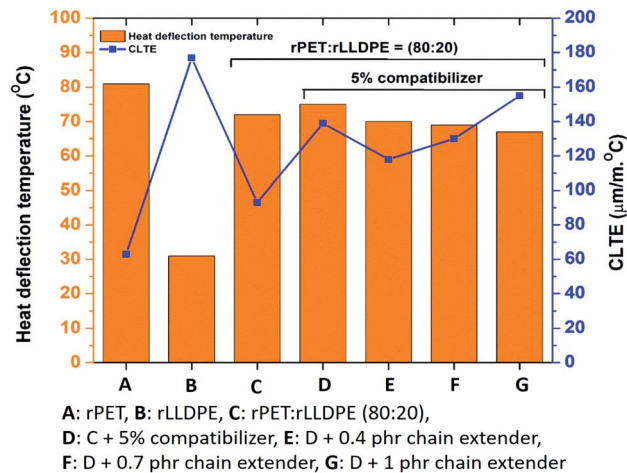 Heat deflection temperature
CLTE
rPET:rLLDPE = (80:20)
5% compatibilizer
Heat deflection temperature (°C)
100
90
80
70
60
50
40
30
20
10
0
200
180
160
140
120
100
80
60
40
20
0
CLTE (μm/m.°C)
A B C D E F G
A: rPET, B: rLLDPE, C: rPET:rLLDPE (80:20),
D: C + 5% compatibilizer, E: D + 0.4 phr chain extender,
F: D + 0.7 phr chain extender, G: D + 1 phr chain extender